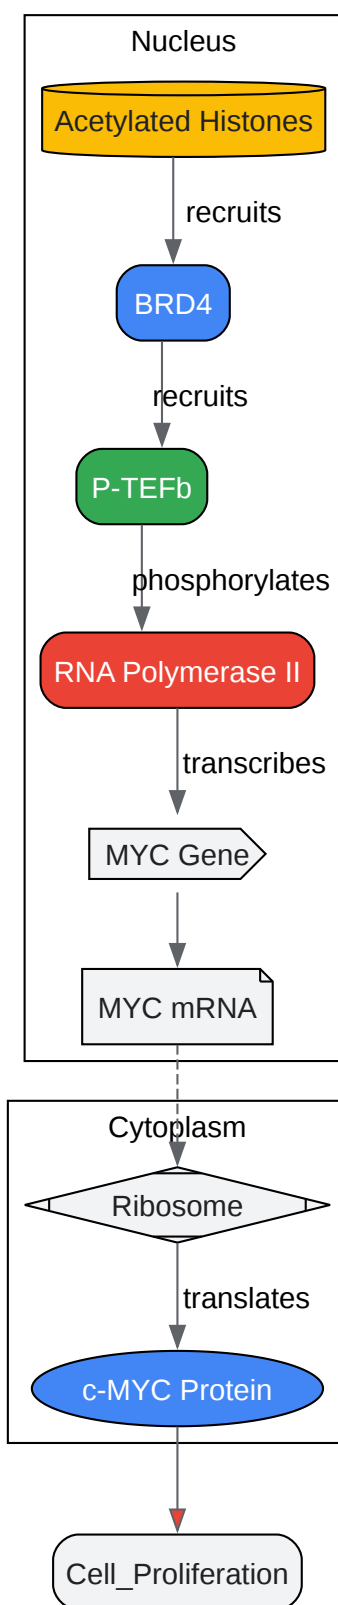 Nucleus
Acetylated Histones
recruits
BRD4
recruits
P-TEFb
phosphorylates
RNA Polymerase II
transcribes
MYC Gene
MYC mRNA
Cytoplasm
Ribosome
translates
c-MYC Protein
Cell_Proliferation